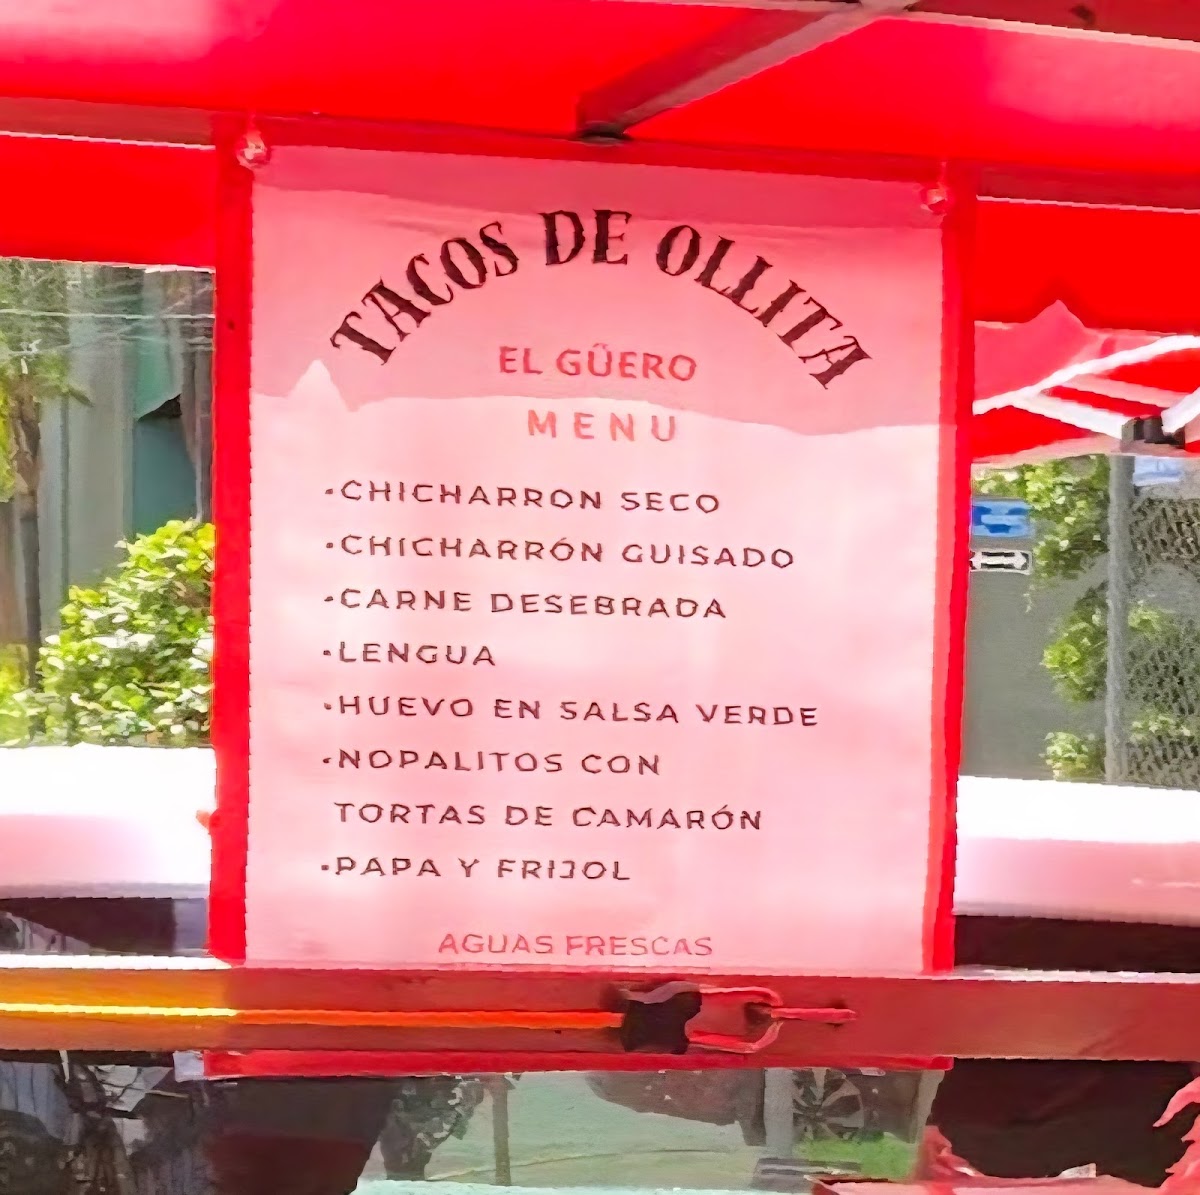 TACOS DE OLLITA
EL GÜERO
MENU
•CHICHARRON SECO
•CHICHARRÓN GUISADO
•CARNE DESEBRADA
•LENGUA
•HUEVO EN SALSA VERDE
•NOPALITOS CON
TORTAS DE CAMARÓN
•PAPA Y FRIJOL
AGUAS FRESCAS